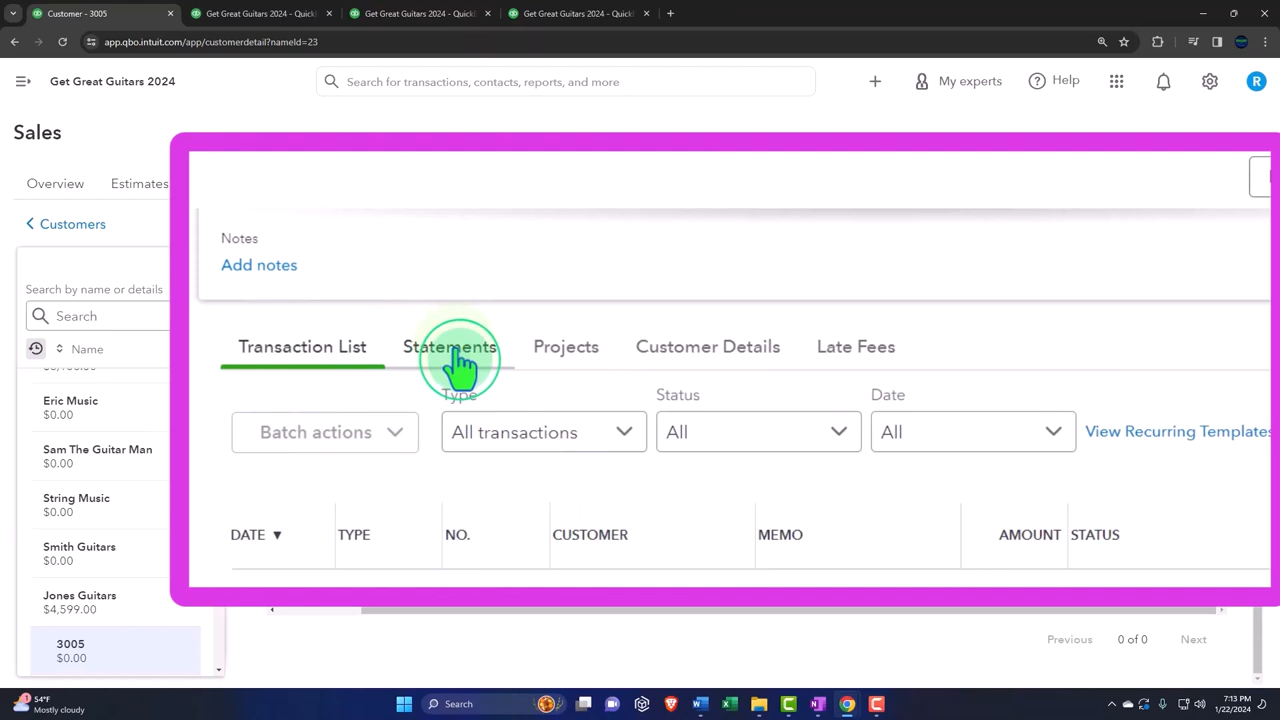 Customer - 3005
Get Great Guitars 2024 - QuickB
Get Great Guitars 2024 - QuickB
Get Great Guitars 2024 - QuickB
app.qbo.intuit.com/app/customerdetail?nameId=23
Get Great Guitars 2024
Search for transactions, contacts, reports, and more
My experts
Help
R
Sales
Overview
Estimates
Customers
Search by name or details
Search
Name
Eric Music
$0.00
Sam The Guitar Man
$0.00
String Music
$0.00
Smith Guitars
$0.00
Jones Guitars
$4,599.00
3005
$0.00
Notes
Add notes
Transaction List
Statements
Projects
Customer Details
Late Fees
Type
Status
Date
Batch actions
All transactions
All
All
View Recurring Templates
DATE ▼
TYPE
NO.
CUSTOMER
MEMO
AMOUNT
STATUS
Previous
0 of 0
Next
1
54°F
Mostly cloudy
Search
7:13 PM
1/22/2024